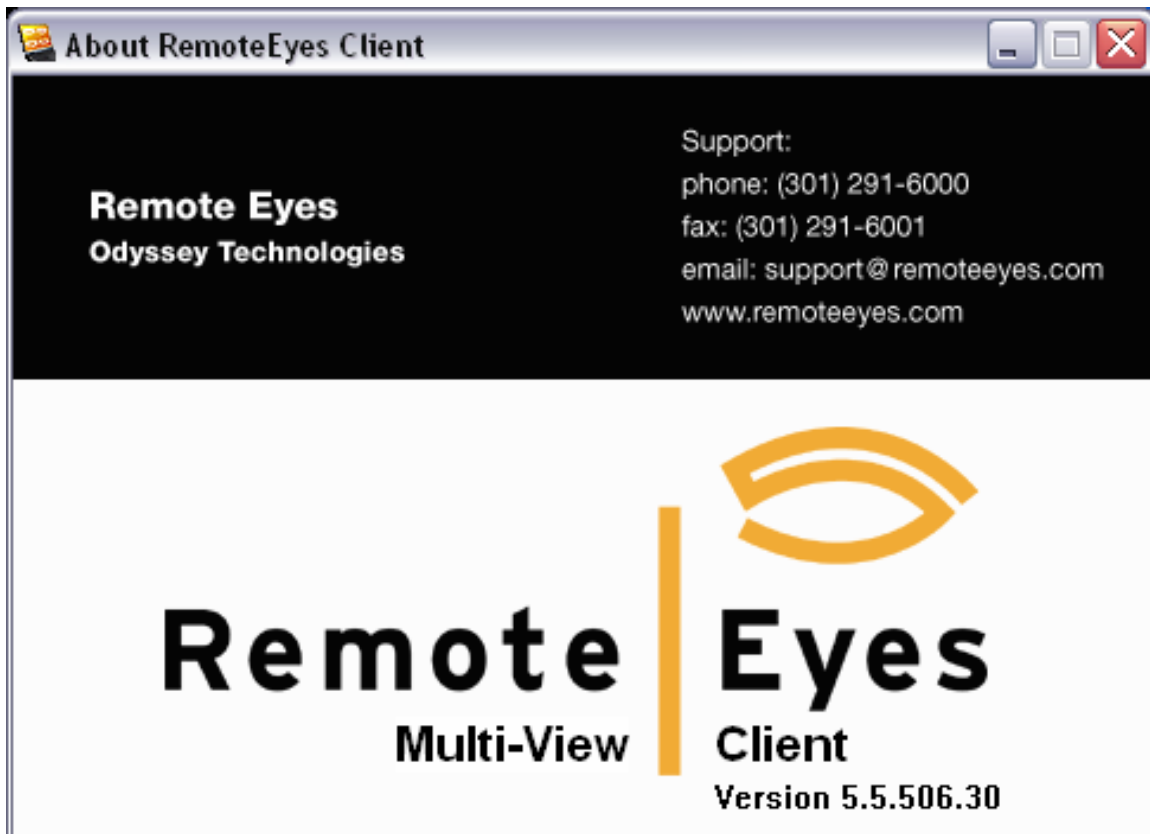 About RemoteEyes Client
Remote Eyes
Odyssey Technologies
Support:
phone: (301) 291-6000
fax: (301) 291-6001
email: support@remoteeyes.com
www.remoteeyes.com
Remote Eyes
Multi-View Client
Version 5.5.506.30